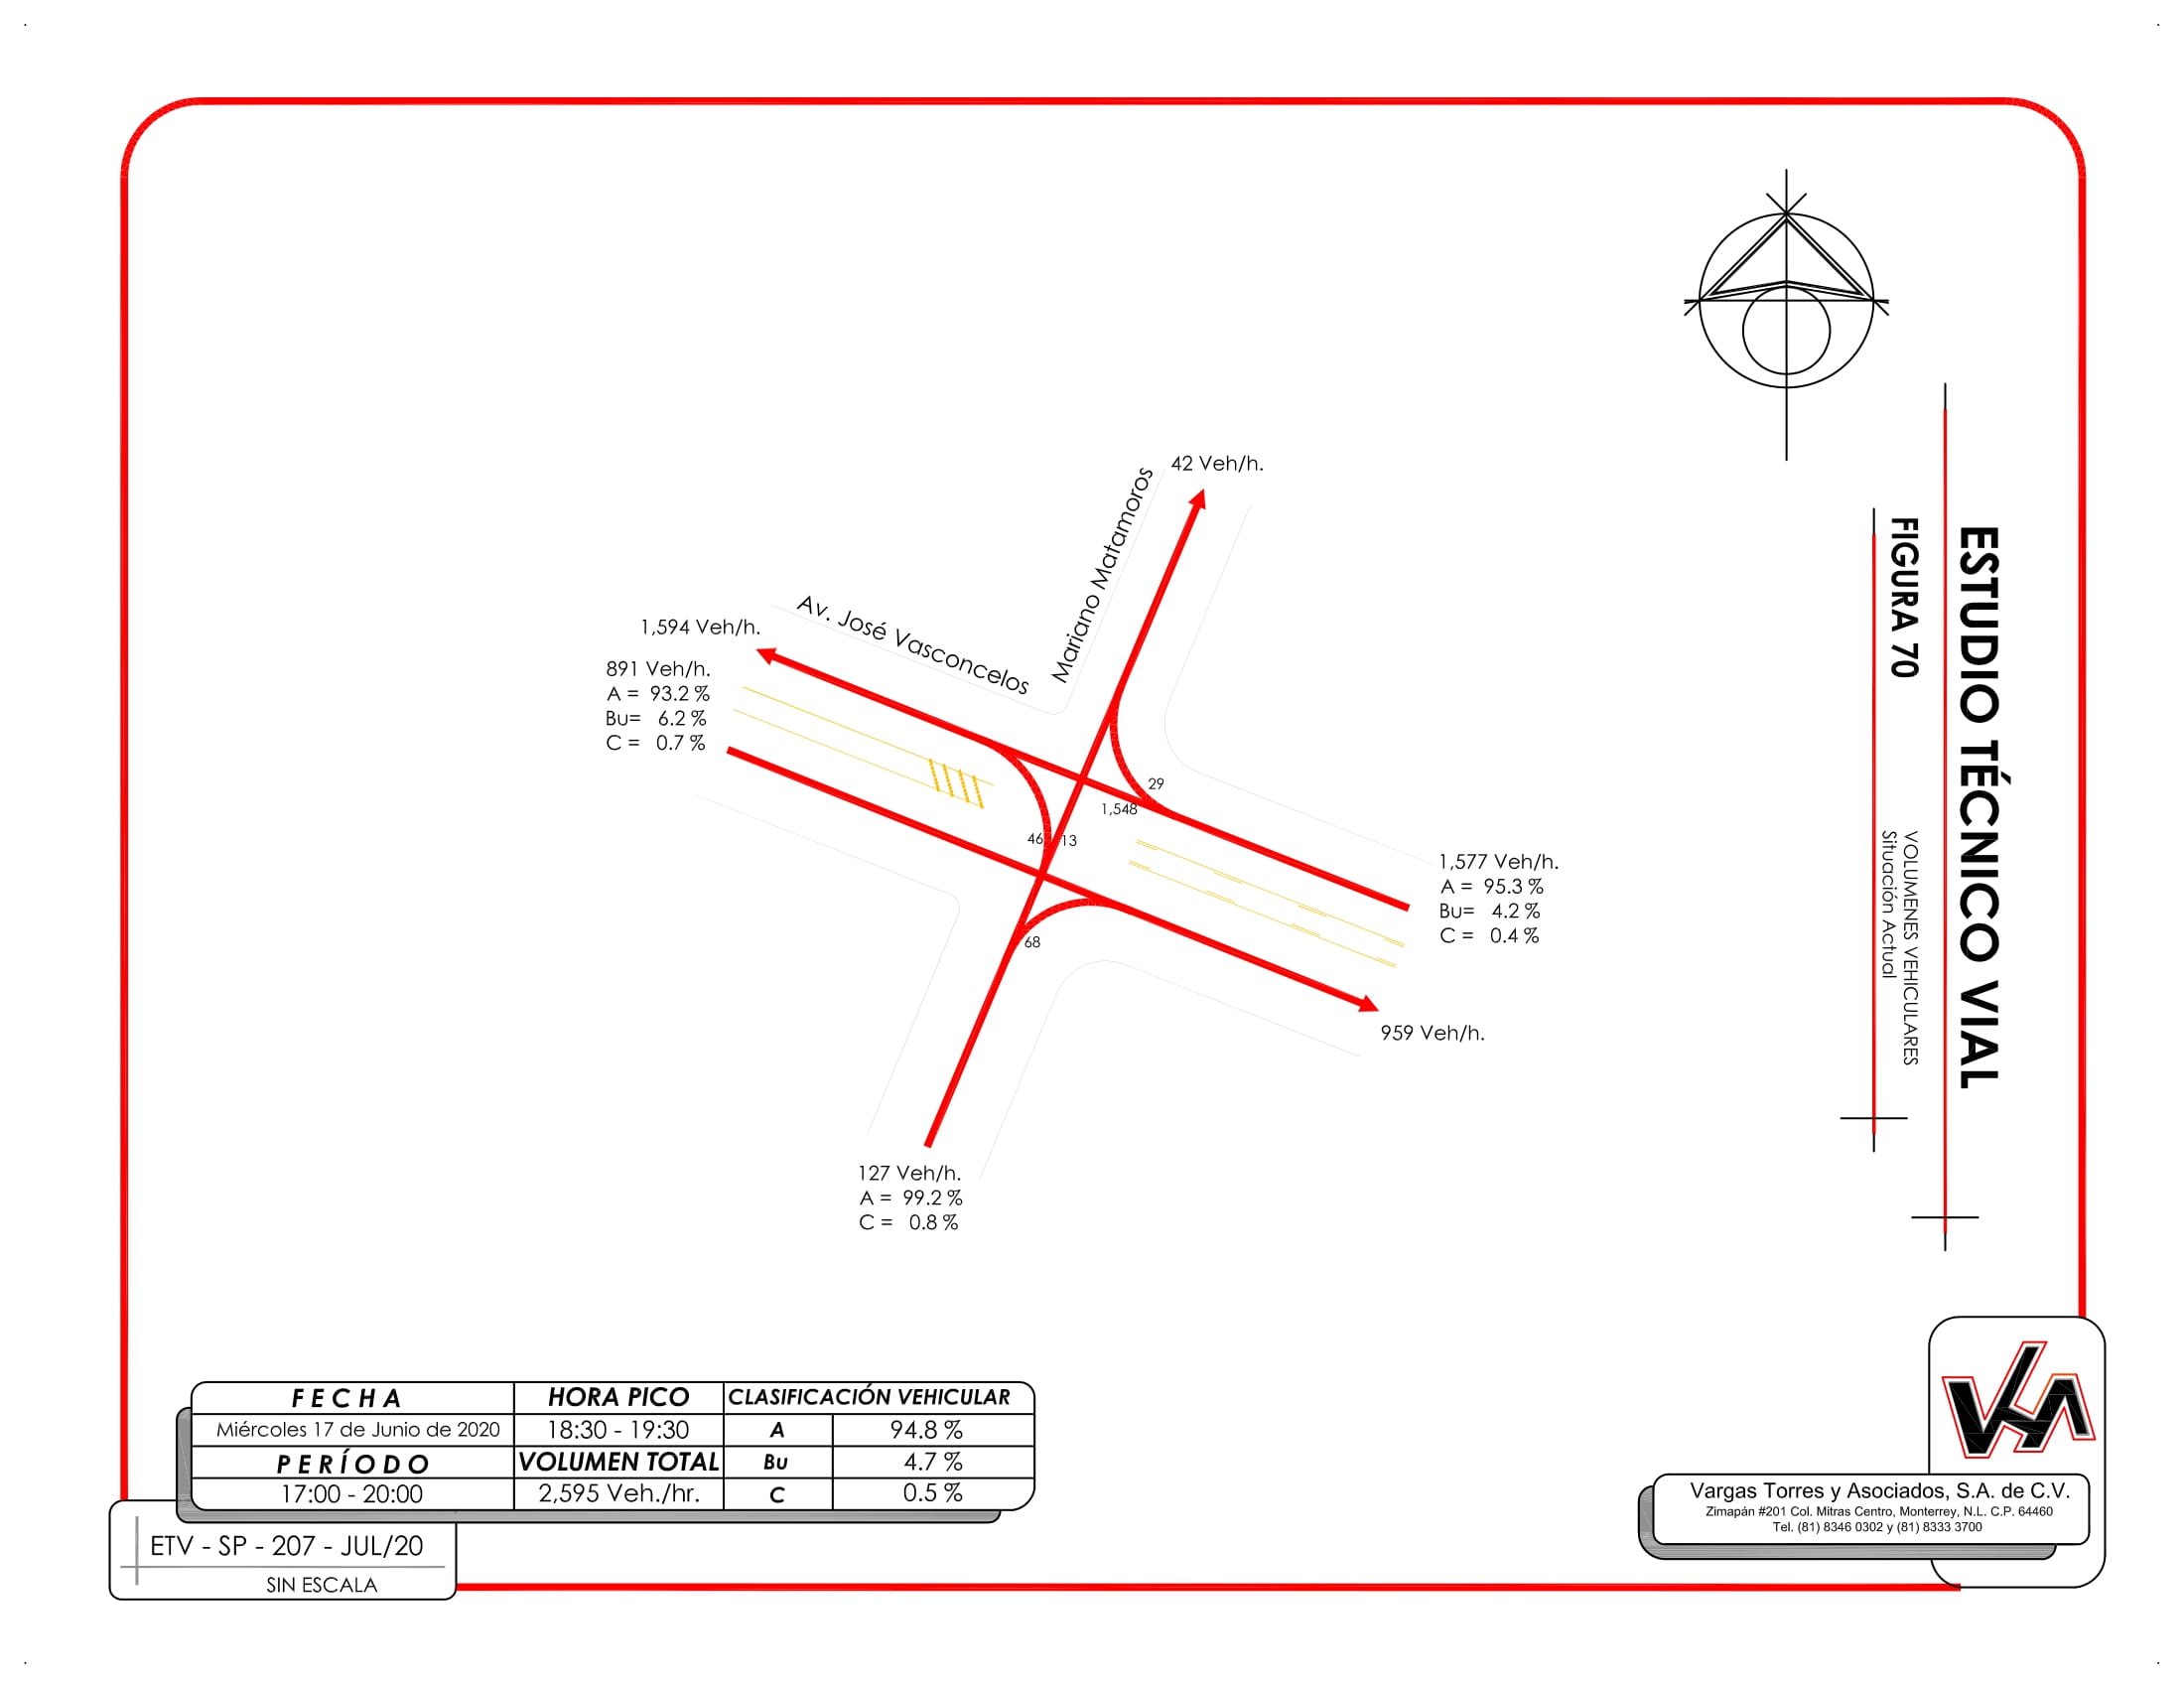 42 Veh/h.
Mariano Matamoros
Av. José Vasconcelos
1,594 Veh/h.
891 Veh/h.
A = 93.2 %
Bu= 6.2 %
C = 0.7 %
29
1,548
46
13
68
1,577 Veh/h.
A = 95.3 %
Bu= 4.2 %
C = 0.4 %
959 Veh/h.
127 Veh/h.
A = 99.2 %
C = 0.8 %
ESTUDIO TÉCNICO VIAL
FIGURA 70
VOLUMENES VEHICULARES
Situación Actual
FECHA HORA PICO CLASIFICACIÓN VEHICULAR
Miércoles 17 de Junio de 2020 18:30 - 19:30 A 94.8 %
PERÍODO VOLUMEN TOTAL Bu 4.7 %
17:00 - 20:00 2,595 Veh./hr. C 0.5 %
ETV - SP - 207 - JUL/20
SIN ESCALA
Vargas Torres y Asociados, S.A. de C.V.
Zimapán #201 Col. Mitras Centro, Monterrey, N.L. C.P. 64460
Tel. (81) 8346 0302 y (81) 8333 3700